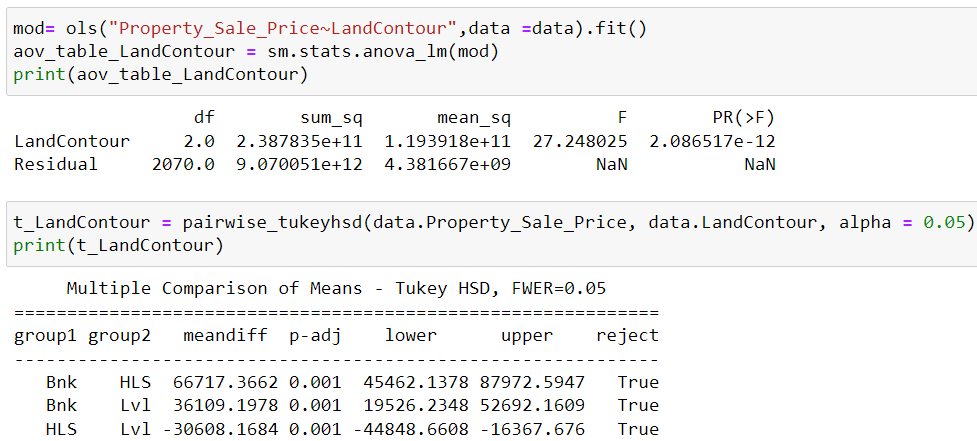 mod= ols("Property_Sale_Price~LandContour",data =data).fit()
aov_table_LandContour = sm.stats.anova_lm(mod)
print(aov_table_LandContour)
df sum_sq mean_sq F PR(>F)
LandContour 2.0 2.387835e+11 1.193918e+11 27.248025 2.086517e-12
Residual 2070.0 9.070051e+12 4.381667e+09 NaN NaN
t_LandContour = pairwise_tukeyhsd(data.Property_Sale_Price, data.LandContour, alpha = 0.05)
print(t_LandContour)
Multiple Comparison of Means - Tukey HSD, FWER=0.05
===========================================================
group1 group2 meandiff p-adj lower upper reject
-----------------------------------------------------------
Bnk HLS 66717.3662 0.001 45462.1378 87972.5947 True
Bnk Lvl 36109.1978 0.001 19526.2348 52692.1609 True
HLS Lvl -30608.1684 0.001 -44848.6608 -16367.676 True